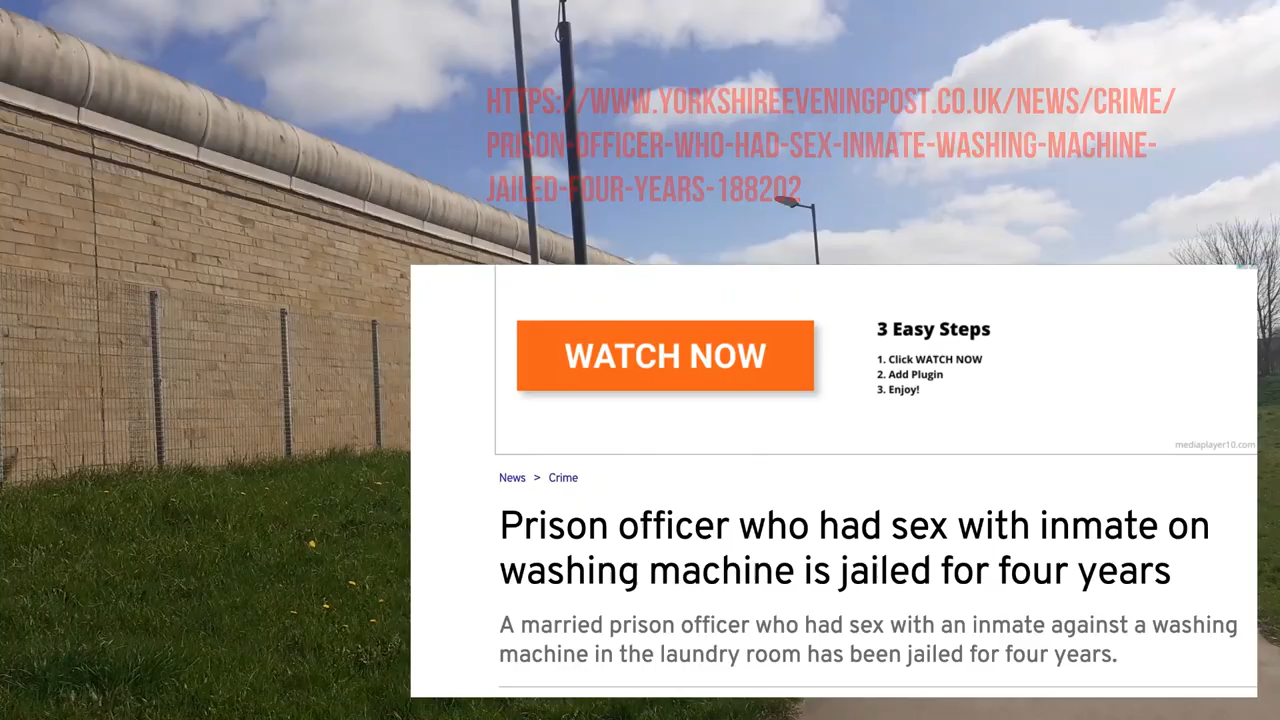 HTTPS://WWW.YORKSHIREEVENINGPOST.CO.UK/NEWS/CRIME/
PRISON-OFFICER-WHO-HAD-SEX-INMATE-WASHING-MACHINE-
JAILED-FOUR-YEARS-188202
WATCH NOW
3 Easy Steps
1. Click WATCH NOW
2. Add Plugin
3. Enjoy!
mediaplayer10.com
News > Crime
Prison officer who had sex with inmate on
washing machine is jailed for four years
A married prison officer who had sex with an inmate against a washing
machine in the laundry room has been jailed for four years.